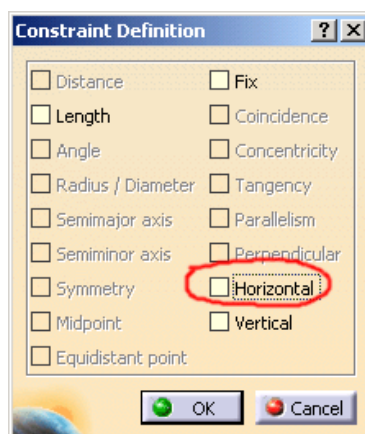 Constraint Definition ? X
Distance Fix
Length Coincidence
Angle Concentricity
Radius / Diameter Tangency
Semimajor axis Parallelism
Semiminor axis Perpendicular
Symmetry Horizontal
Midpoint Vertical
Equidistant point
OK Cancel